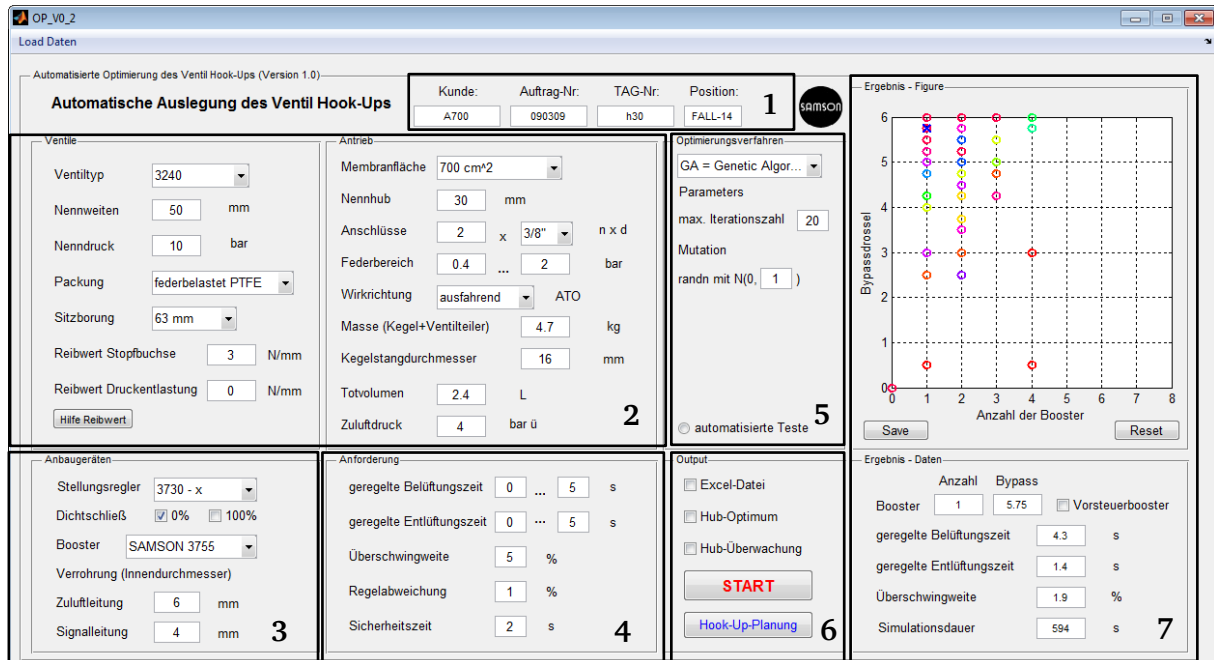 OP_V0_2
Load Daten
Automatisierte Optimierung des Ventil Hook-Ups (Version 1.0)
Automatische Auslegung des Ventil Hook-Ups
Kunde: Auftrag-Nr: TAG-Nr: Position:
A700 090309 h30 FALL-14
1
SAMSON
Ventile
Ventiltyp 3240
Nennweiten 50 mm
Nenndruck 10 bar
Packung federbelastet PTFE
Sitzborung 63 mm
Reibwert Stopfbuchse 3 N/mm
Reibwert Druckentlastung 0 N/mm
Hilfe Reibwert
Antrieb
Membranfläche 700 cm^2
Nennhub 30 mm
Anschlüsse 2 x 3/8" n x d
Federbereich 0.4 ... 2 bar
Wirkrichtung ausfahrend ATO
Masse (Kegel+Ventilteiler) 4.7 kg
Kegelstangdurchmesser 16 mm
Totvolumen 2.4 L
Zuluftdruck 4 bar ü
2
Optimierungsverfahren
GA = Genetic Algor...
Parameters
max. Iterationszahl 20
Mutation
randn mit N(0, 1 )
automatisierte Teste
5
Ergebnis - Figure
6
5
4
3
2
1
0
0 1 2 3 4 5 6 7 8
Bypassdrossel
Anzahl der Booster
Save Reset
Anbaugeräten
Stellungsregler 3730 - x
Dichtschließ 0% 100%
Booster SAMSON 3755
Verrohrung (Innendurchmesser)
Zuluftleitung 6 mm
Signalleitung 4 mm
3
Anforderung
geregelte Belüftungszeit 0 ... 5 s
geregelte Entlüftungszeit 0 ... 5 s
Überschwingweite 5 %
Regelabweichung 1 %
Sicherheitszeit 2 s
4
Output
Excel-Datei
Hub-Optimum
Hub-Überwachung
START
Hook-Up-Planung
6
Ergebnis - Daten
Anzahl Bypass
Booster 1 5.75 Vorsteuerbooster
geregelte Belüftungszeit 4.3 s
geregelte Entlüftungszeit 1.4 s
Überschwingweite 1.9 %
Simulationsdauer 594 s
7